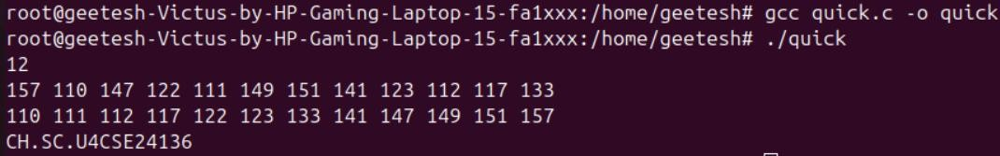 root@geetesh-Victus-by-HP-Gaming-Laptop-15-fa1xxx:/home/geetesh# gcc quick.c -o quick
root@geetesh-Victus-by-HP-Gaming-Laptop-15-fa1xxx:/home/geetesh# ./quick
12
157 110 147 122 111 149 151 141 123 112 117 133
110 111 112 117 122 123 133 141 147 149 151 157
CH.SC.U4CSE24136